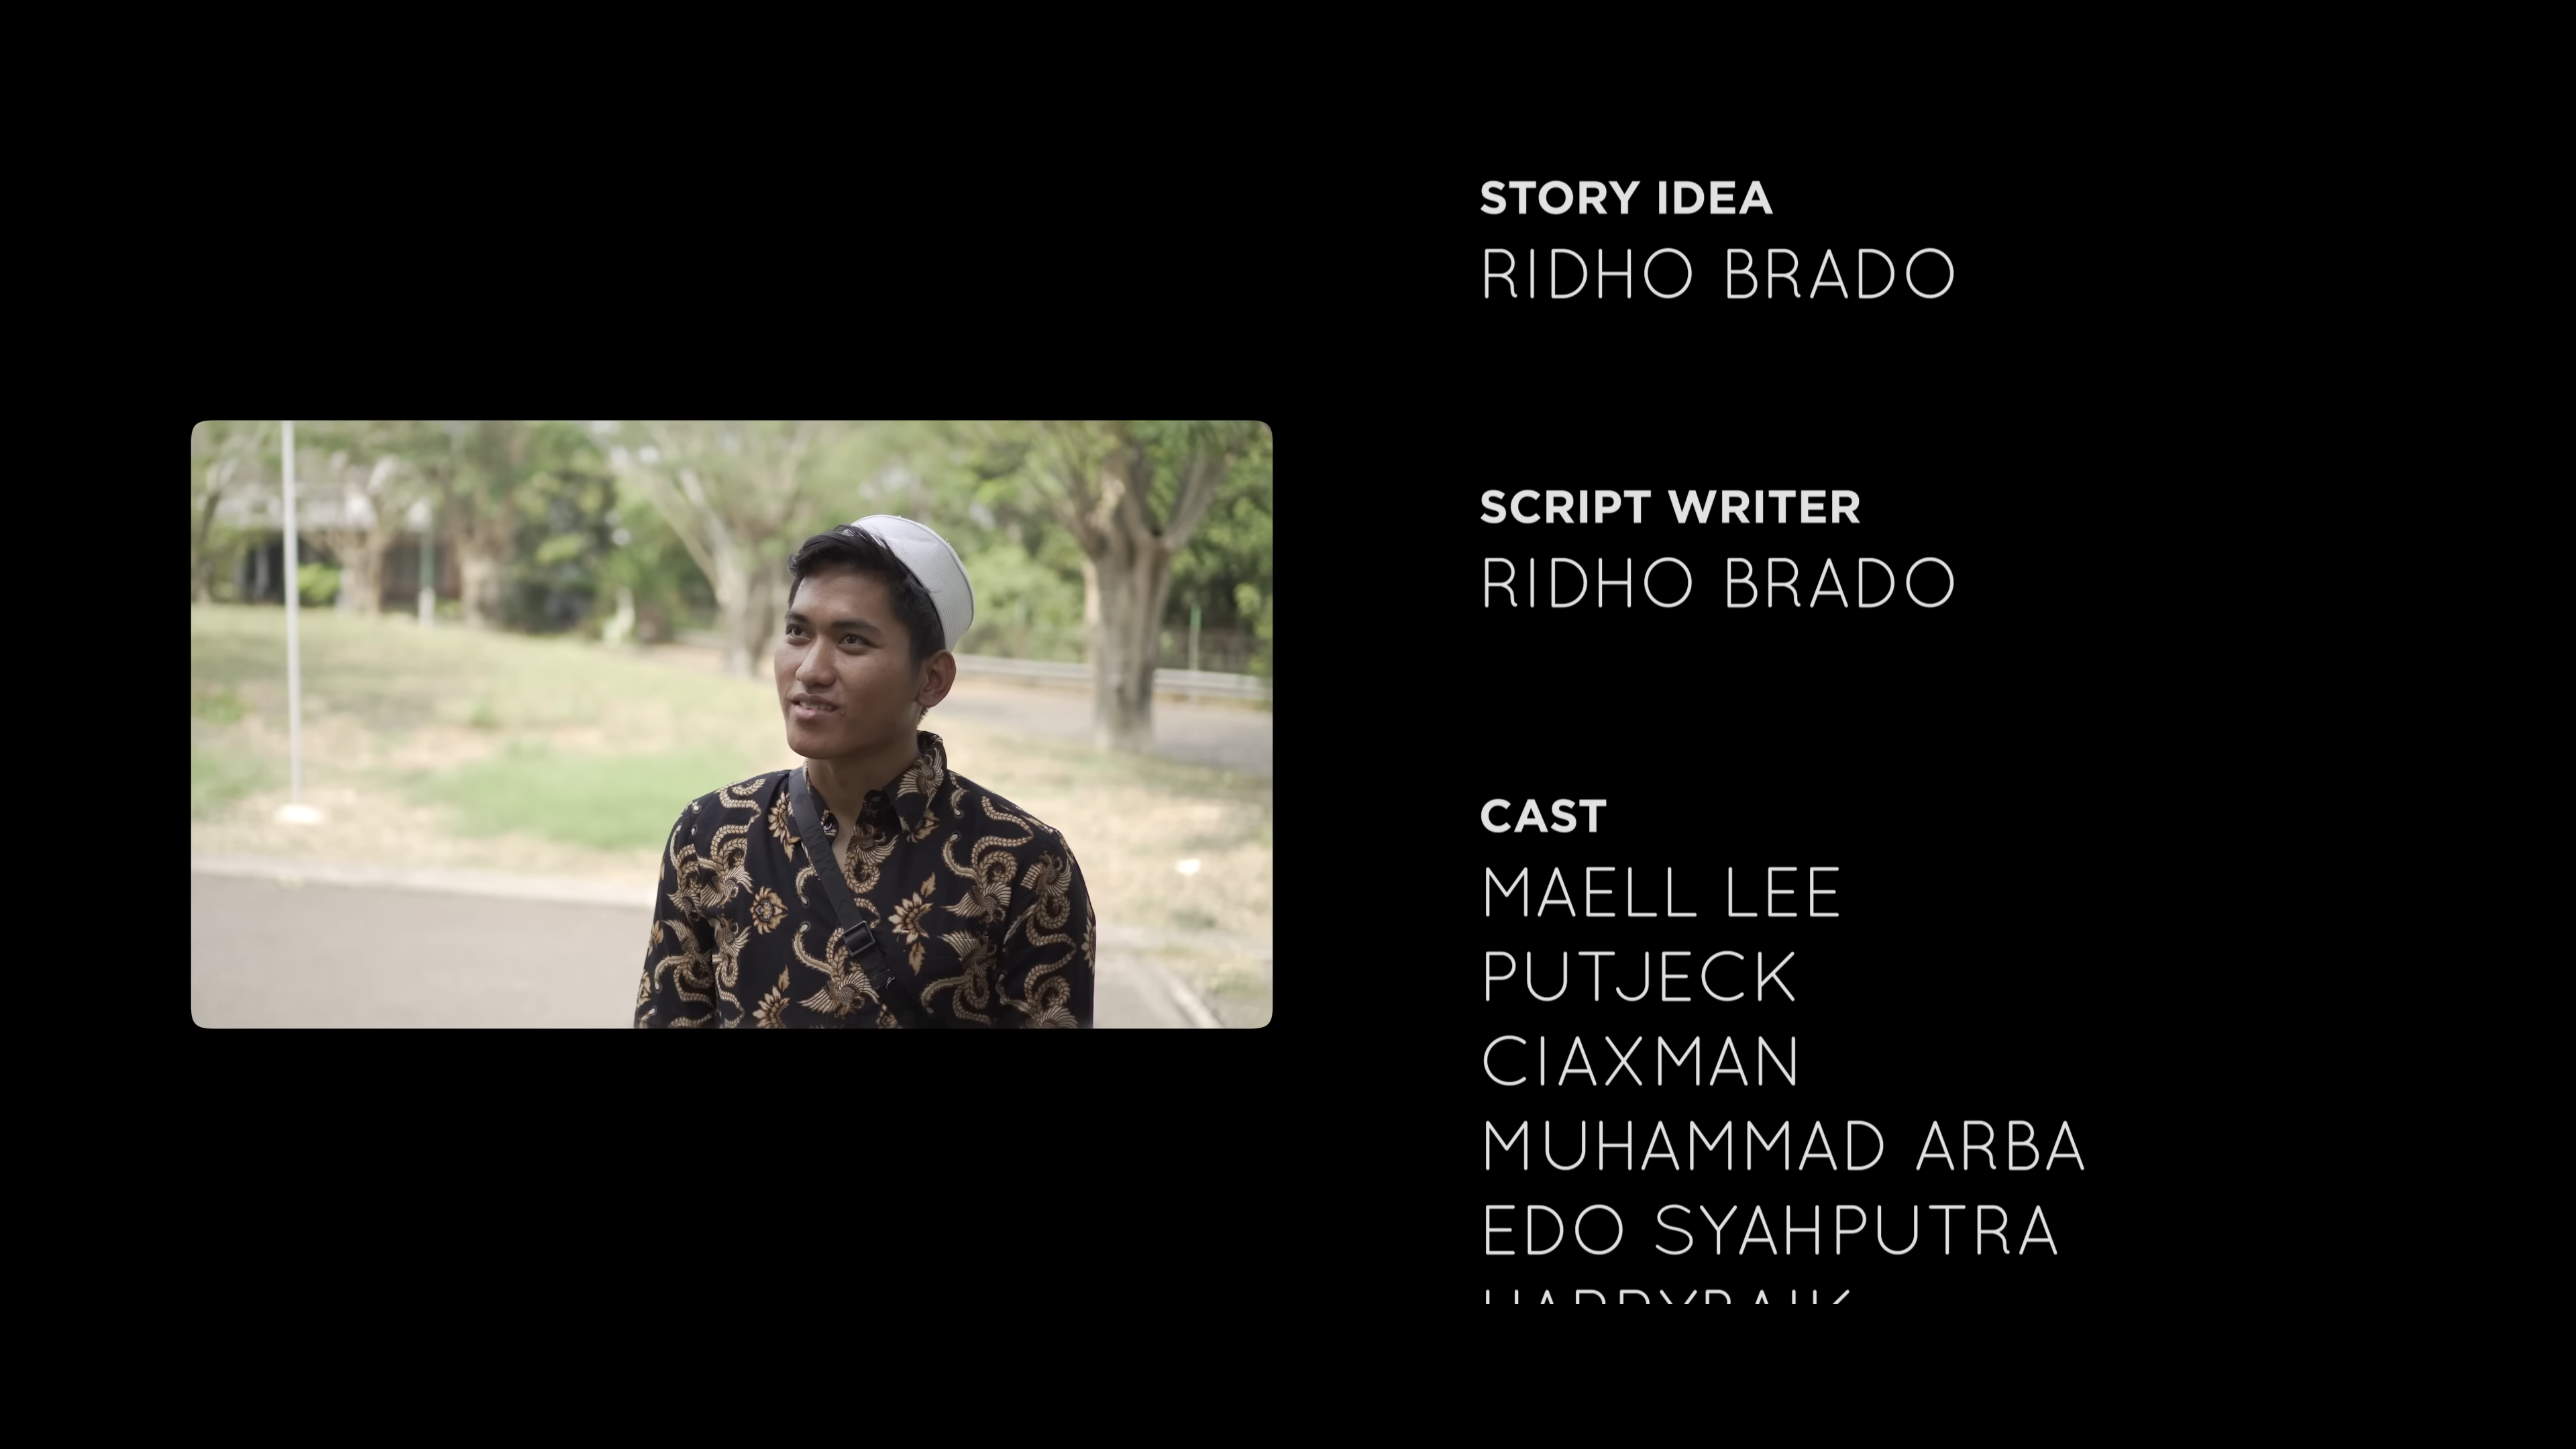 STORY IDEA
RIDHO BRADO
SCRIPT WRITER
RIDHO BRADO
CAST
MAELL LEE
PUTJECK
CIAXMAN
MUHAMMAD ARBA
EDO SYAHPUTRA